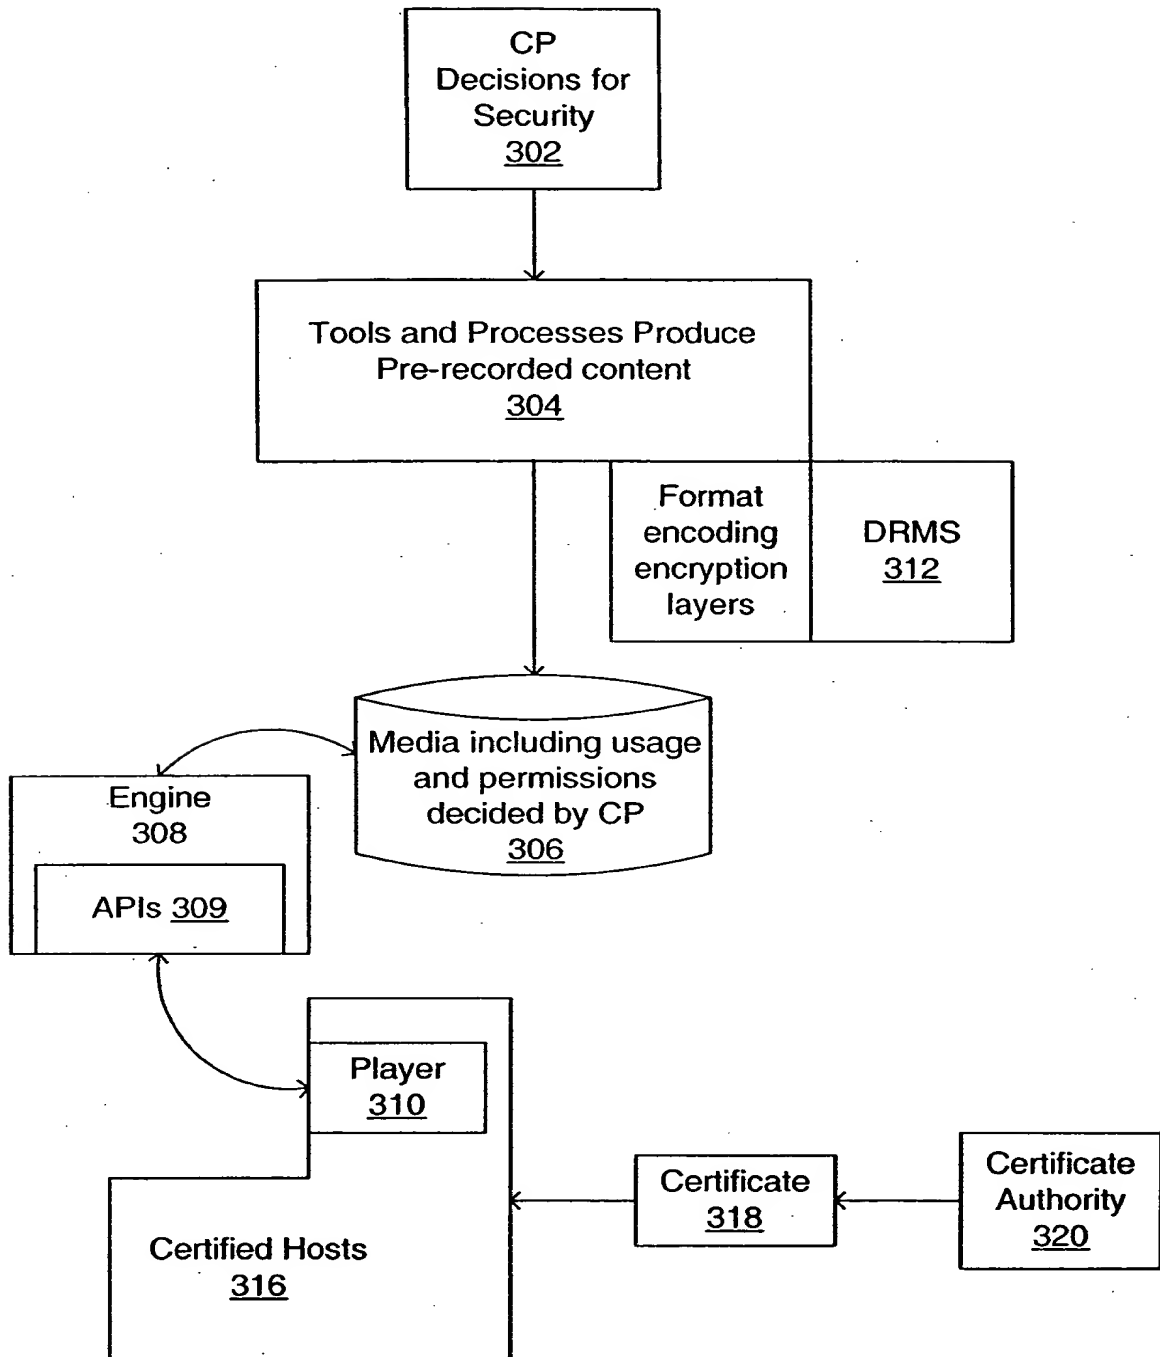 CP
Decisions for
Security
302
Tools and Processes Produce
Pre-recorded content
304
Format
encoding
encryption
layers
DRMS
312
Media including usage
and permissions
decided by CP
306
Engine
308
APIs 309
Player
310
Certified Hosts
316
Certificate
318
Certificate
Authority
320